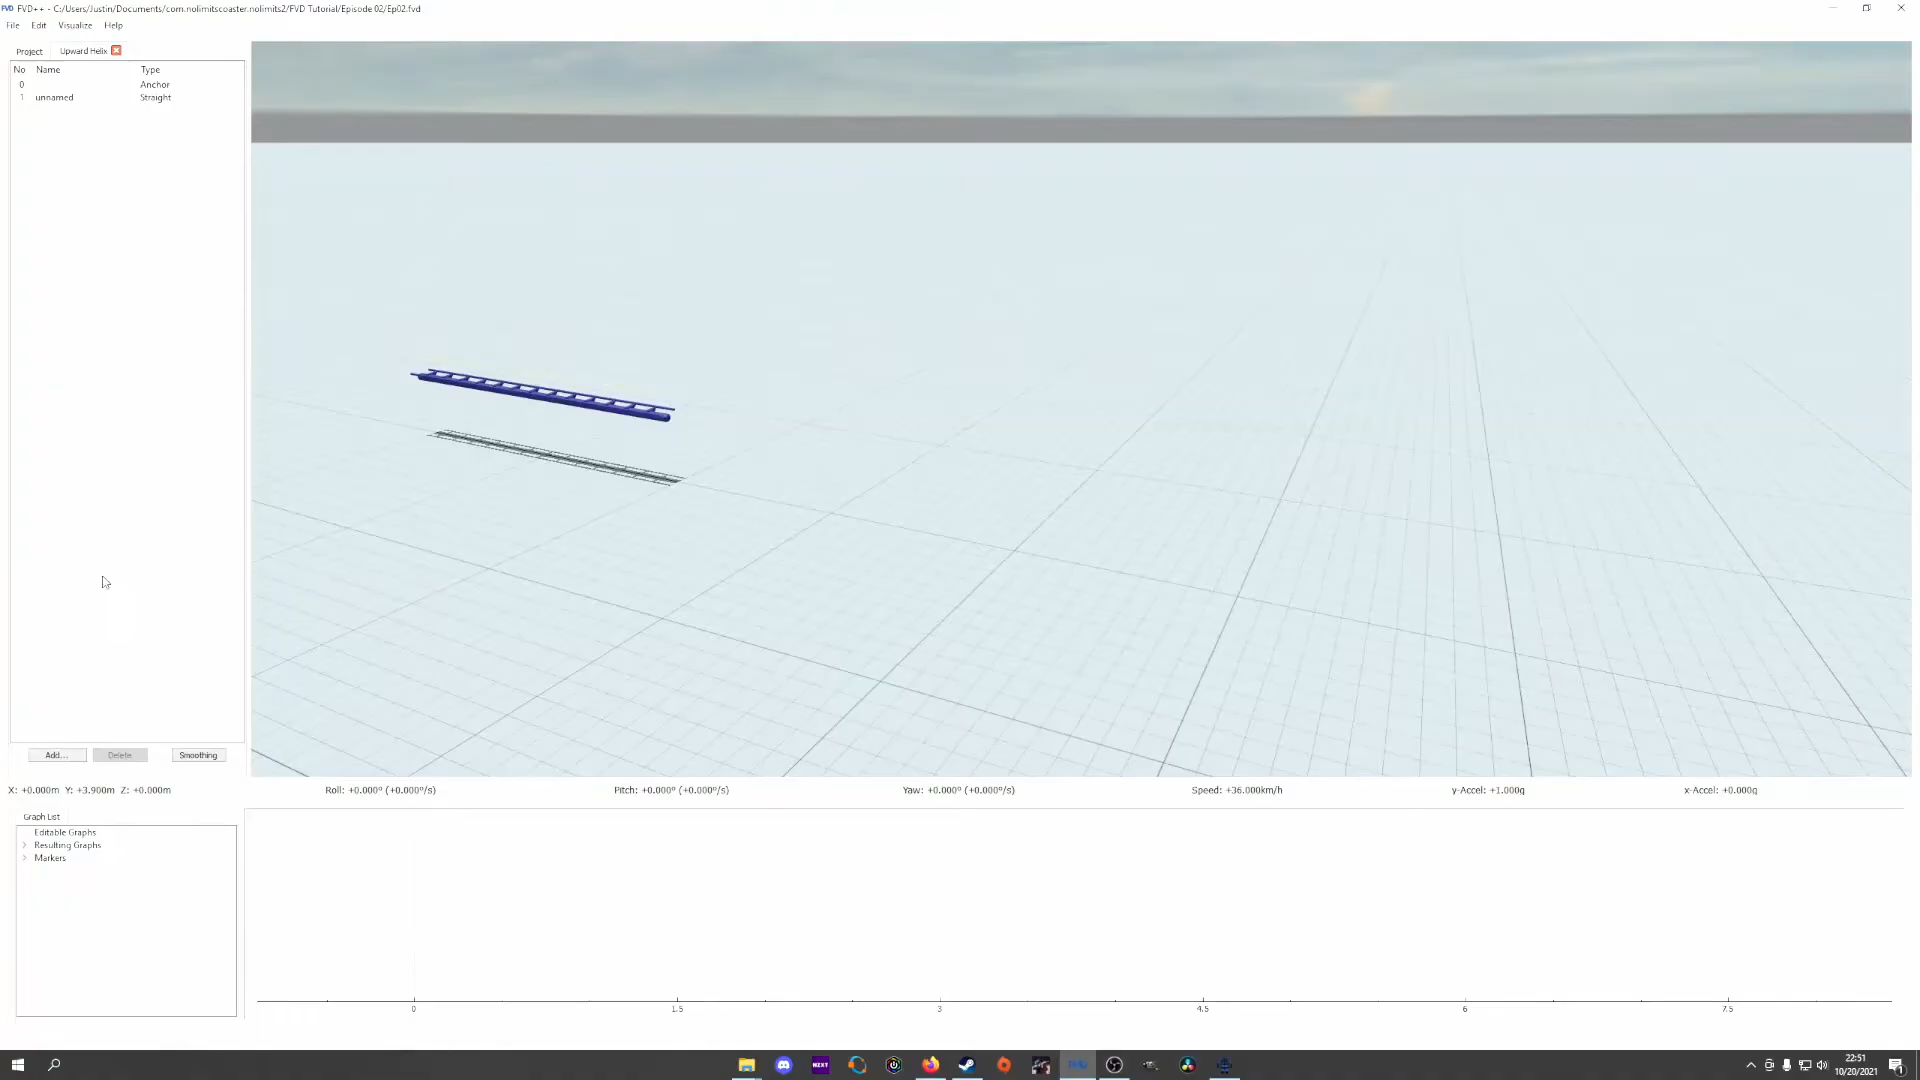 FVD FVD++ - C:/Users/Justin/Documents/com.nolimitscoaster.nolimits2/FVD Tutorial/Episode 02/Ep02.fvd
File Edit Visualize Help
Project Upward Helix
No Name Type
0 Anchor
1 unnamed Straight
Add... Delete Smoothing
X: +0.000m Y: +3.900m Z: +0.000m Roll: +0.000° (+0.000°/s) Pitch: +0.000° (+0.000°/s) Yaw: +0.000° (+0.000°/s) Speed: +36.000km/h y-Accel: +1.000g x-Accel: +0.000g
Graph List
Editable Graphs
Resulting Graphs
Markers
0 1.5 3 4.5 6 7.5
NZXT FVD
22:51
10/20/2021
1